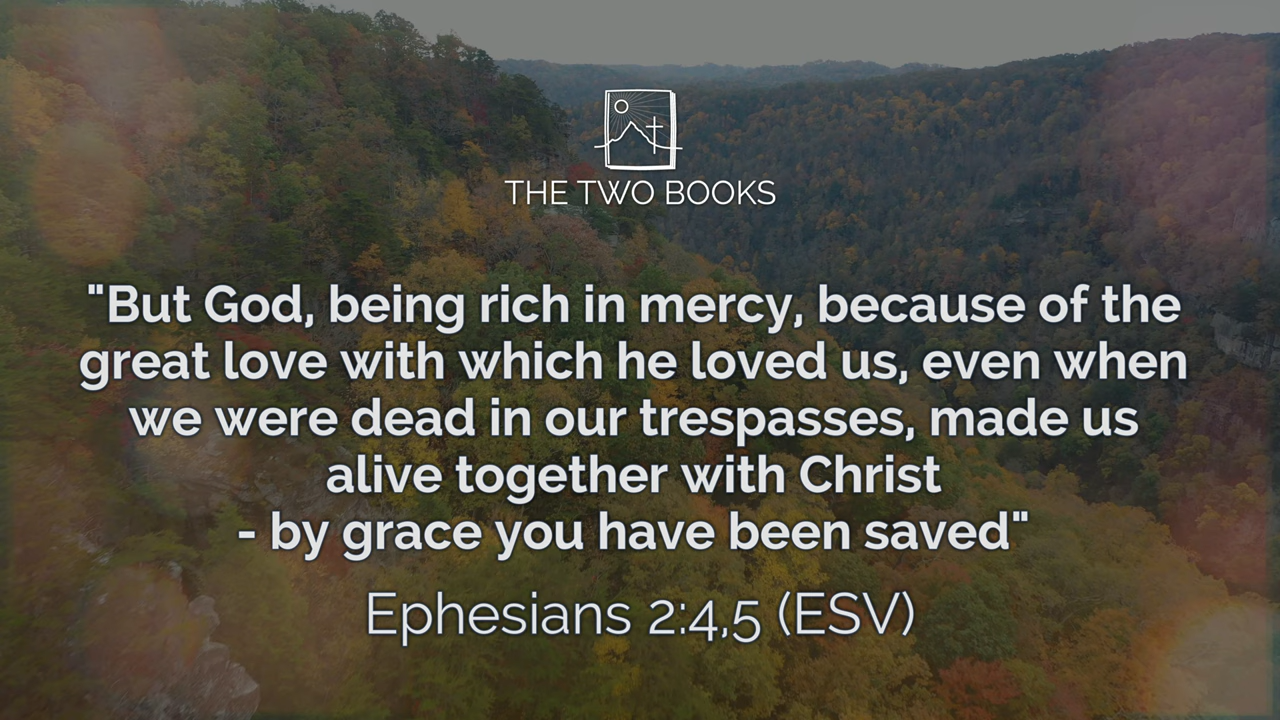 THE TWO BOOKS
"But God, being rich in mercy, because of the
great love with which he loved us, even when
we were dead in our trespasses, made us
alive together with Christ
- by grace you have been saved"
Ephesians 2:4,5 (ESV)